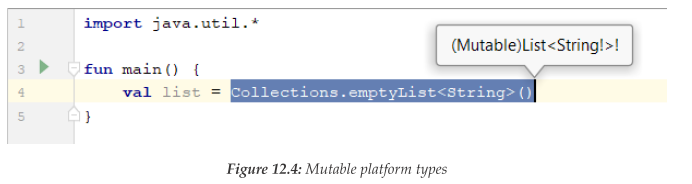 1 import java.util.*
2
(Mutable)List<String!>!
3 fun main() {
4 val list = Collections.emptyList<String>()
5 }
Figure 12.4: Mutable platform types